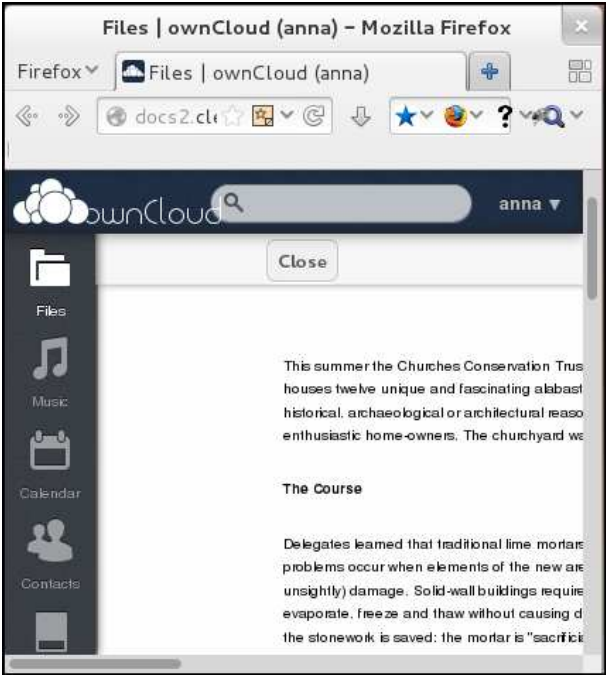 Files | ownCloud (anna) – Mozilla Firefox
Firefox
Files | ownCloud (anna)
docs2.cl
ownCloud
anna ▼
Close
Files
Music
Calendar
Contacts
This summer the Churches Conservation Trus
houses twelve unique and fascinating alabast
historical, archaeological or architectural reaso
enthusiastic home-owners. The churchyard wa
The Course
Delegates learned that traditional lime mortars
problems occur when elements of the new are
unsightly) damage. Solid-wall buildings require
evaporate, freeze and thaw without causing d
the stonework is saved: the mortar is "sacrificia